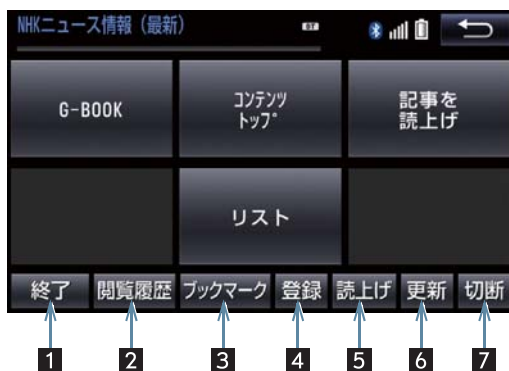 NHKニュース情報（最新）
BT
G-BOOK
コンテンツ
トップ
記事を
読上げ
リスト
終了 閲覧履歴 ブックマーク 登録 読上げ 更新 切断
1 2 3 4 5 6 7